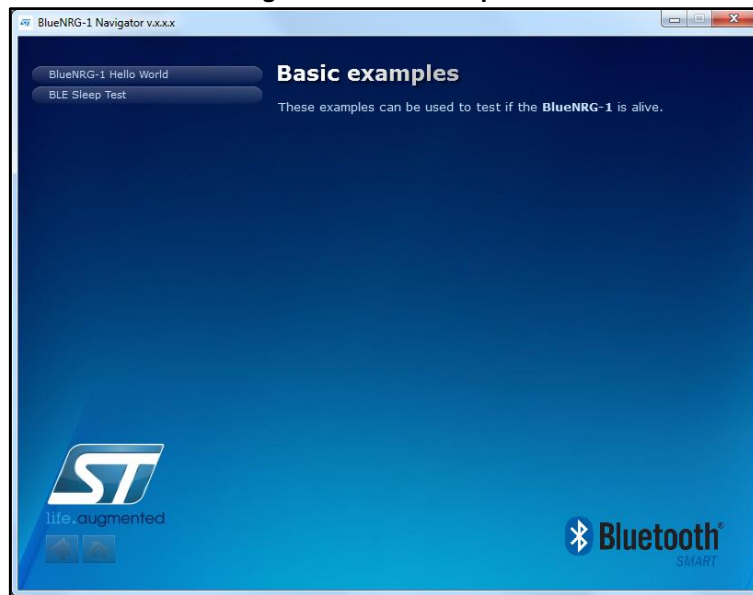 BlueNRG-1 Navigator v.x.x.x
BlueNRG-1 Hello World
BLE Sleep Test
Basic examples
These examples can be used to test if the BlueNRG-1 is alive.
ST
life.augmented
Bluetooth®
SMART